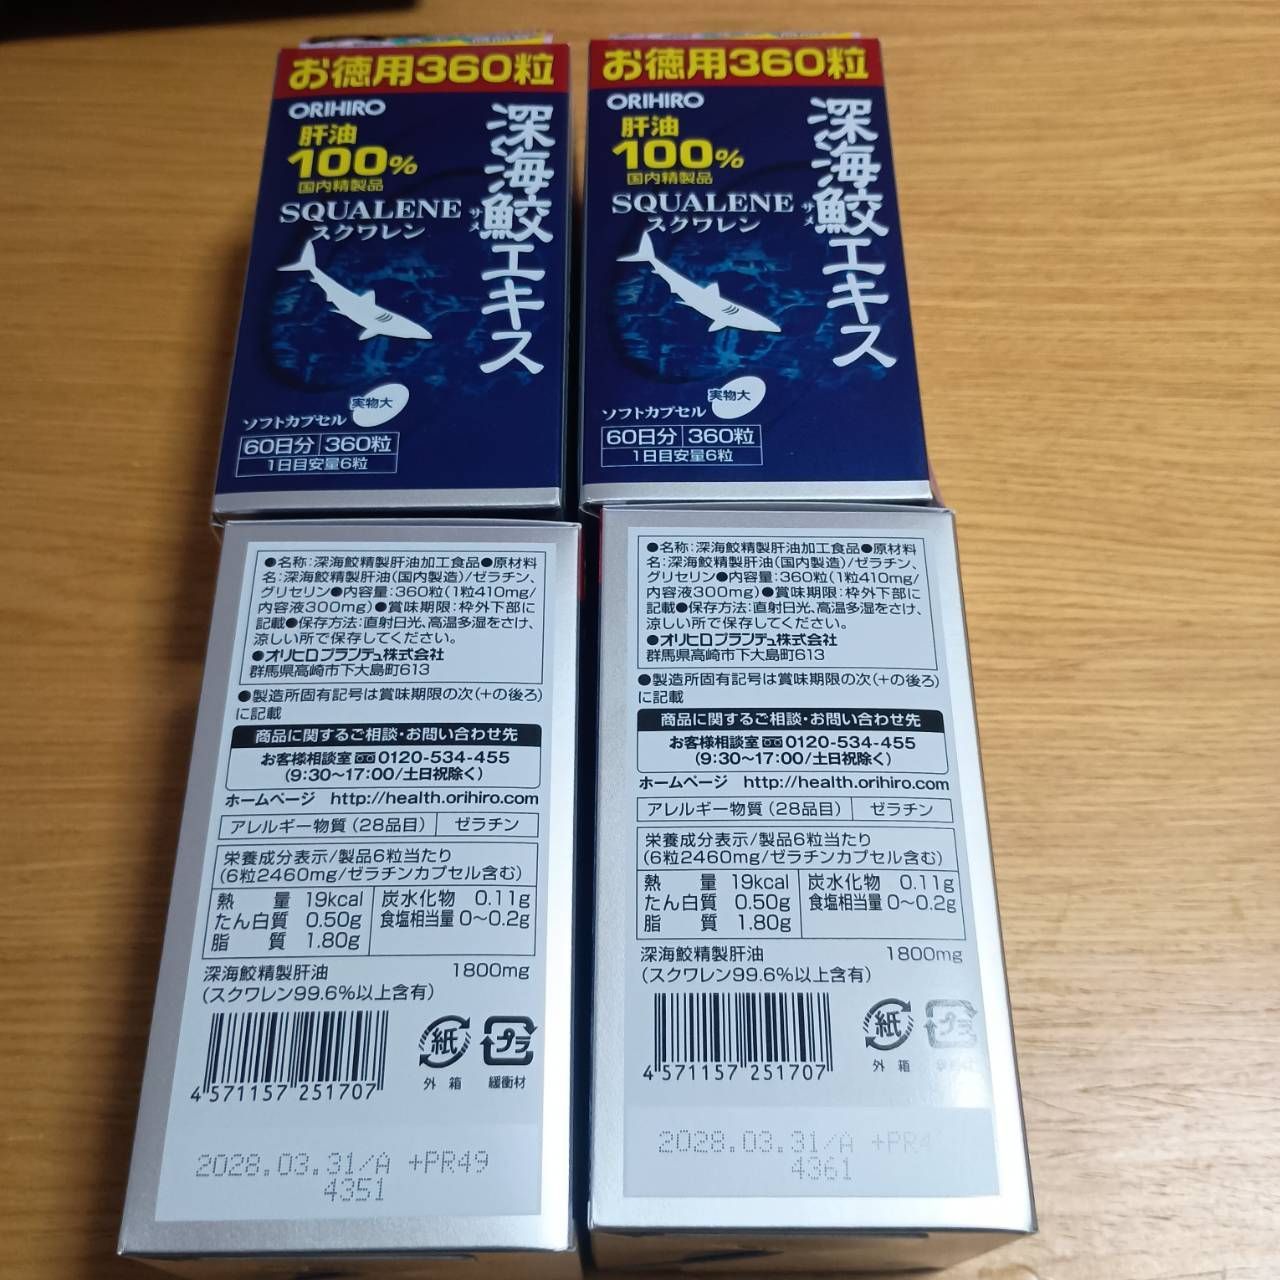 お徳用360粒
ORIHIRO
深海鮫エキス
サメ
肝油
100%
国内精製品
SQUALENE
スクワレン
実物大
ソフトカプセル
60日分 360粒
1日目安量6粒
お徳用360粒
ORIHIRO
深海鮫エキス
サメ
肝油
100%
国内精製品
SQUALENE
スクワレン
実物大
ソフトカプセル
60日分 360粒
1日目安量6粒
●名称:深海鮫精製肝油加工食品●原材料
名:深海鮫精製肝油(国内製造)/ゼラチン、
グリセリン●内容量:360粒(1粒410mg/
内容液300mg)●賞味期限:枠外下部に
記載●保存方法:直射日光、高温多湿をさけ、
涼しい所で保存してください。
●オリヒロプランデュ株式会社
群馬県高崎市下大島町613
●製造所固有記号は賞味期限の次(+の後ろ)
に記載
商品に関するご相談・お問い合わせ先
お客様相談室 0120-534-455
(9:30〜17:00/土日祝除く)
ホームページ http://health.orihiro.com
アレルギー物質(28品目) ゼラチン
栄養成分表示/製品6粒当たり
(6粒2460mg/ゼラチンカプセル含む)
熱量 19kcal 炭水化物 0.11g
たん白質 0.50g 食塩相当量 0〜0.2g
脂質 1.80g
深海鮫精製肝油 1800mg
(スクワレン99.6%以上含有)
紙 プラ
外箱 緩衝材
4 571157 251707
2028.03.31/A +PR49
4351
●名称:深海鮫精製肝油加工食品●原材料
名:深海鮫精製肝油(国内製造)/ゼラチン、
グリセリン●内容量:360粒(1粒410mg/
内容液300mg)●賞味期限:枠外下部に
記載●保存方法:直射日光、高温多湿をさけ、
涼しい所で保存してください。
●オリヒロプランデュ株式会社
群馬県高崎市下大島町613
●製造所固有記号は賞味期限の次(+の後ろ)
に記載
商品に関するご相談・お問い合わせ先
お客様相談室 0120-534-455
(9:30〜17:00/土日祝除く)
ホームページ http://health.orihiro.com
アレルギー物質(28品目) ゼラチン
栄養成分表示/製品6粒当たり
(6粒2460mg/ゼラチンカプセル含む)
熱量 19kcal 炭水化物 0.11g
たん白質 0.50g 食塩相当量 0〜0.2g
脂質 1.80g
深海鮫精製肝油 1800mg
(スクワレン99.6%以上含有)
紙 プラ
外箱
4 571157 251707
2028.03.31/A
4361